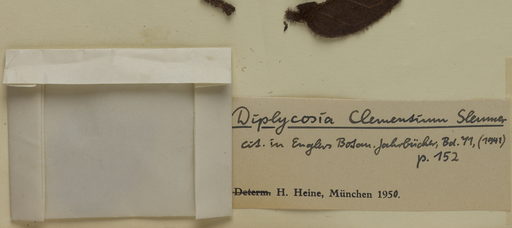 Diplycosia Clementium Sleumer
cit. in Englers Botan. Jahrbücher, Bd. 71, (1941)
p. 152
Determ. H. Heine, München 1950.